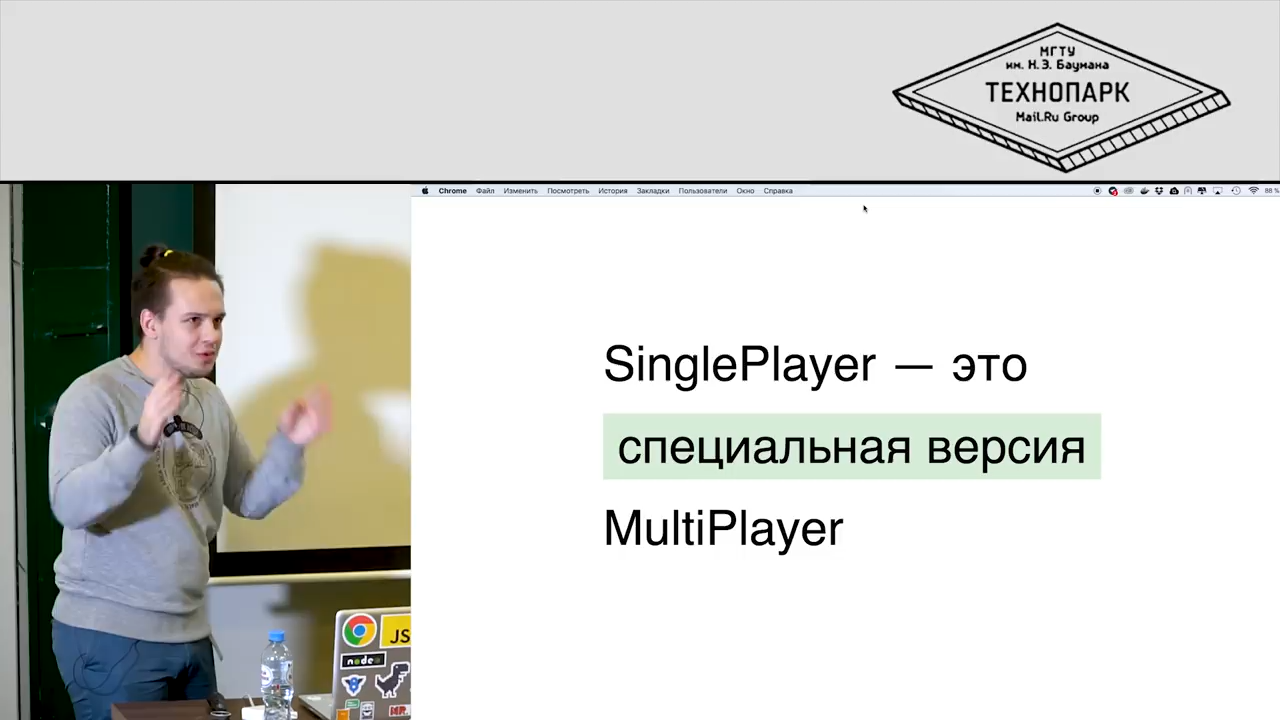 МГТУ
им. Н.Э. Баумана
ТЕХНОПАРК
Mail.Ru Group
Chrome Файл Изменить Посмотреть История Закладки Пользователи Окно Справка
88 %
SinglePlayer — это
специальная версия
MultiPlayer
JS
node